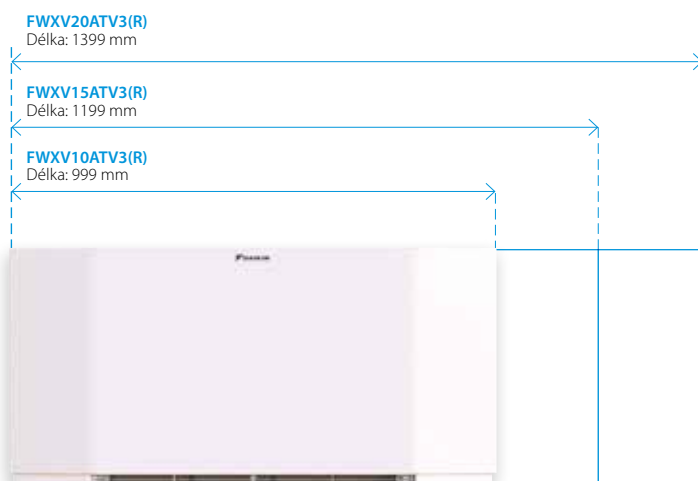 FWXV20ATV3(R)
Délka: 1399 mm
FWXV15ATV3(R)
Délka: 1199 mm
FWXV10ATV3(R)
Délka: 999 mm
DAIKIN